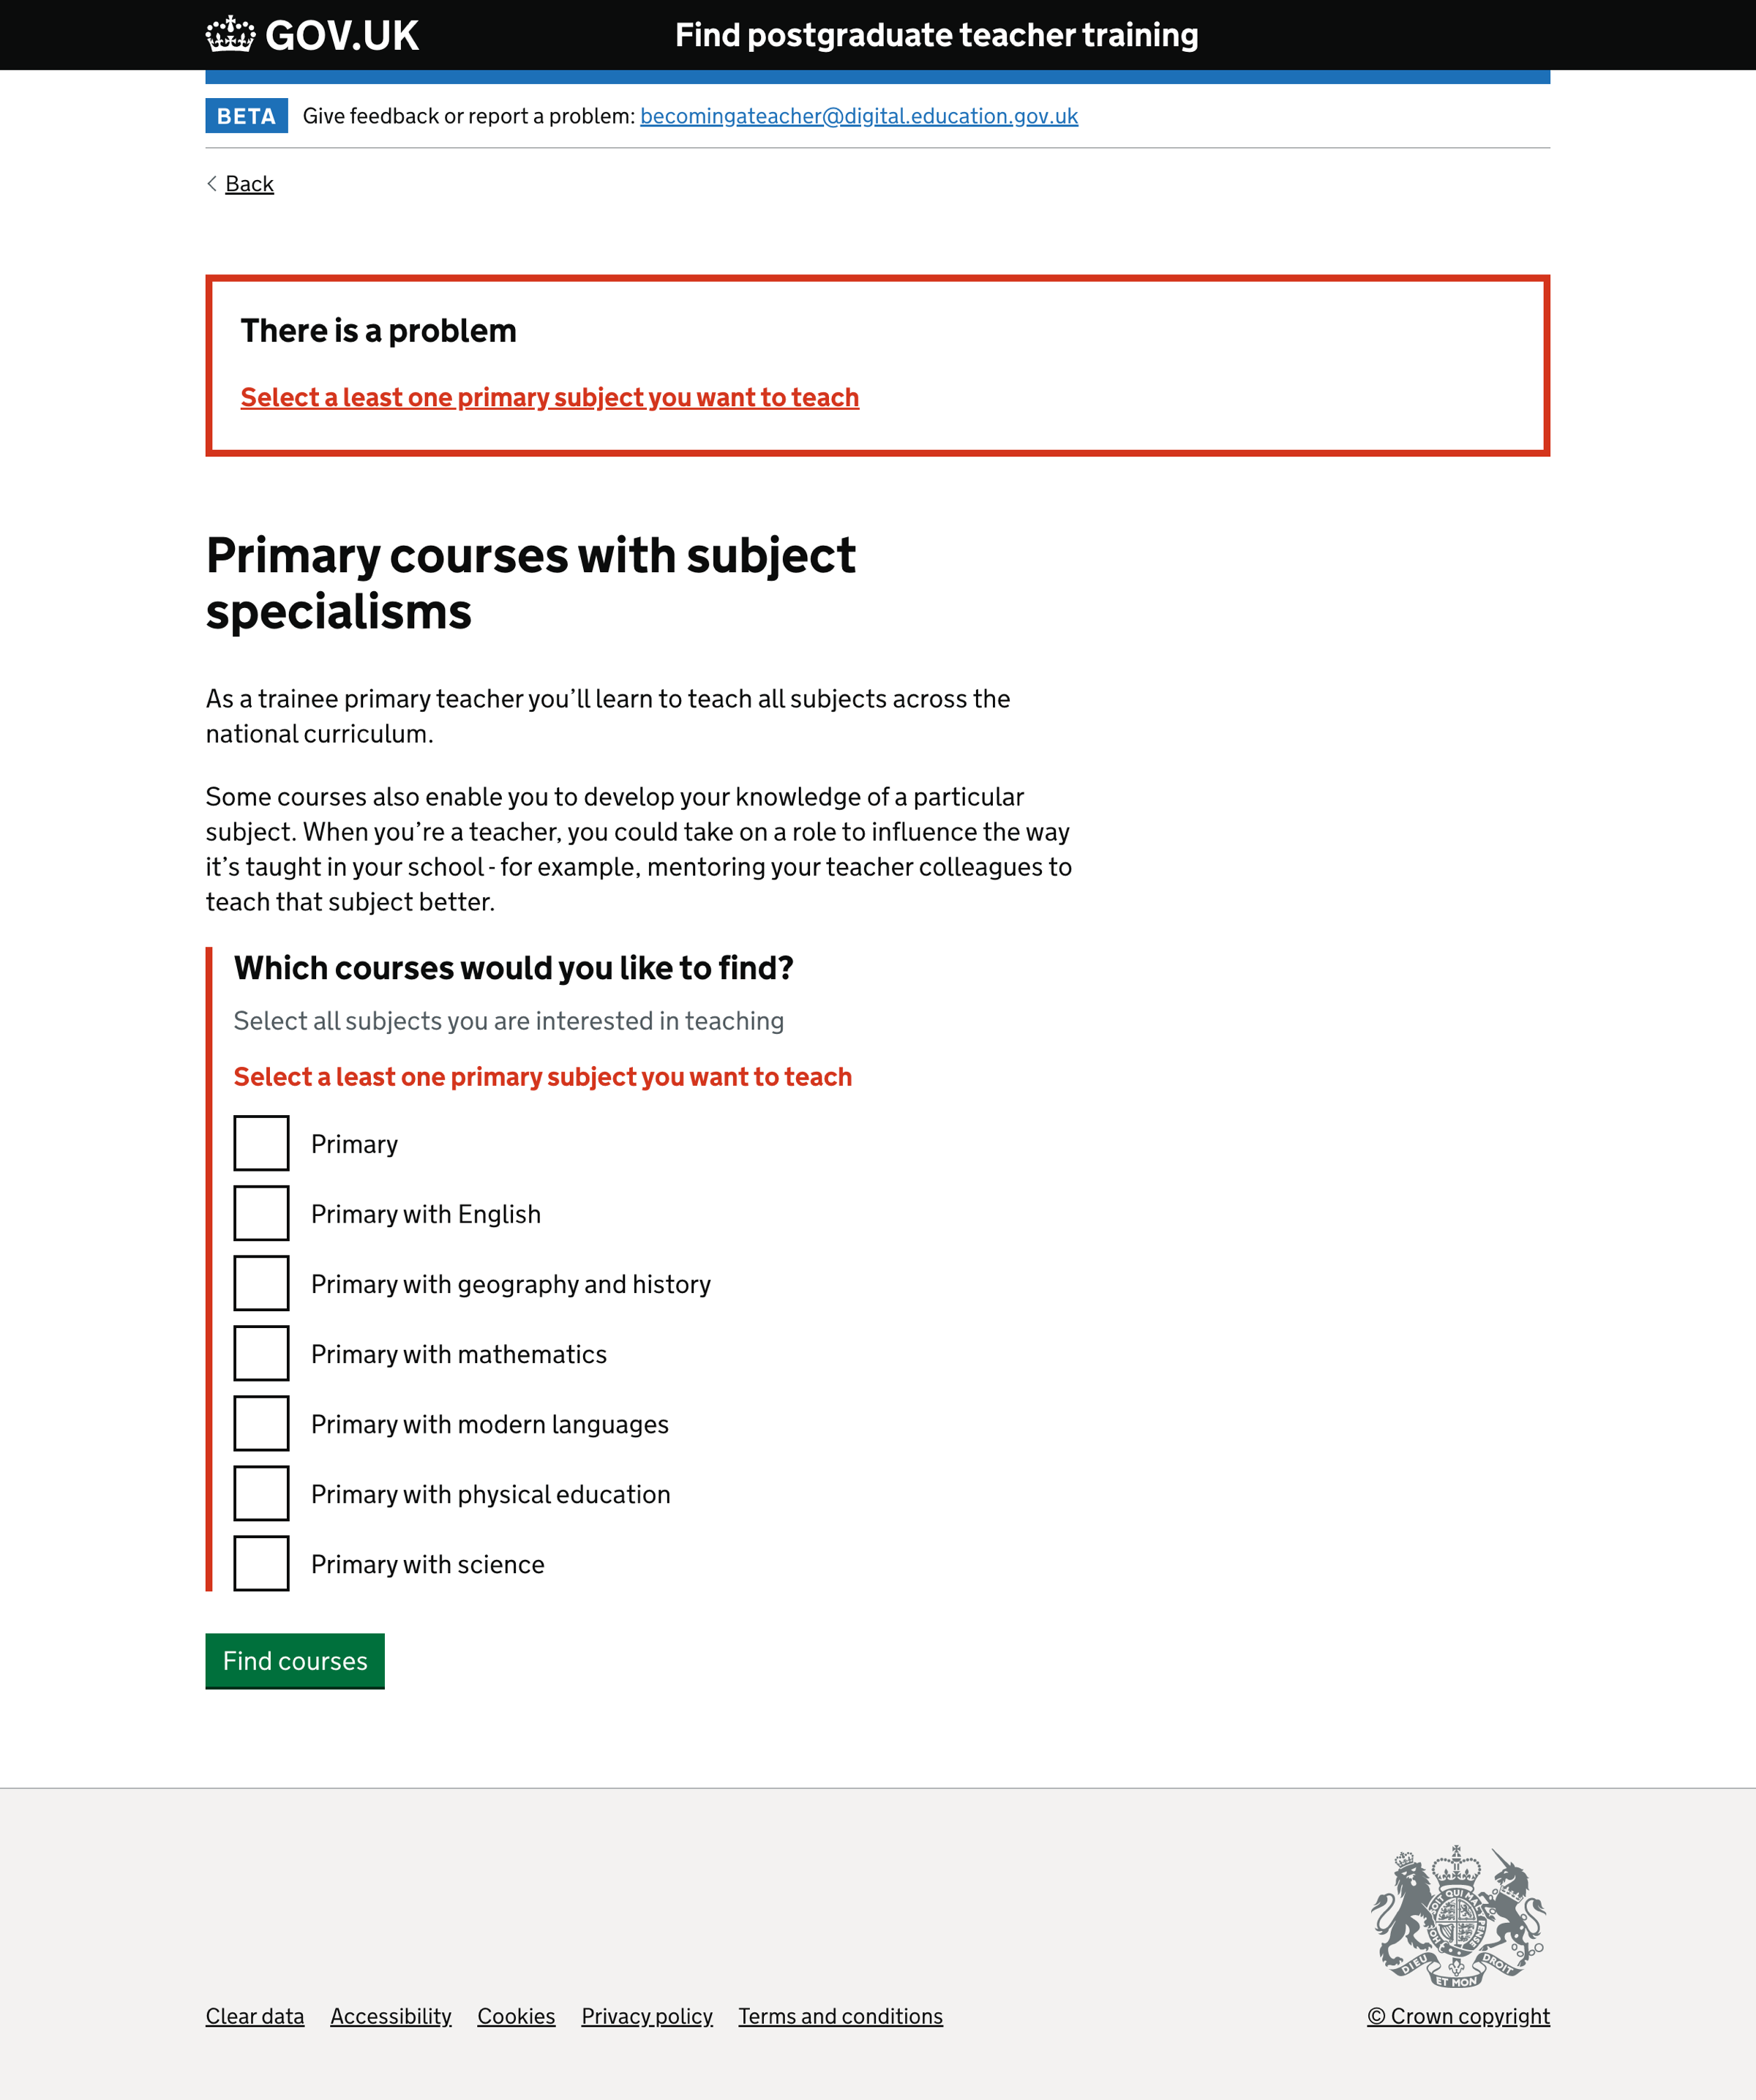 GOV.UK
Find postgraduate teacher training
BETA
Give feedback or report a problem: becomingateacher@digital.education.gov.uk
Back
There is a problem
Select a least one primary subject you want to teach
Primary courses with subject
specialisms
As a trainee primary teacher you’ll learn to teach all subjects across the
national curriculum.
Some courses also enable you to develop your knowledge of a particular
subject. When you’re a teacher, you could take on a role to influence the way
it’s taught in your school - for example, mentoring your teacher colleagues to
teach that subject better.
Which courses would you like to find?
Select all subjects you are interested in teaching
Select a least one primary subject you want to teach
Primary
Primary with English
Primary with geography and history
Primary with mathematics
Primary with modern languages
Primary with physical education
Primary with science
Find courses
DIEU ET MON DROIT
Clear data
Accessibility
Cookies
Privacy policy
Terms and conditions
© Crown copyright